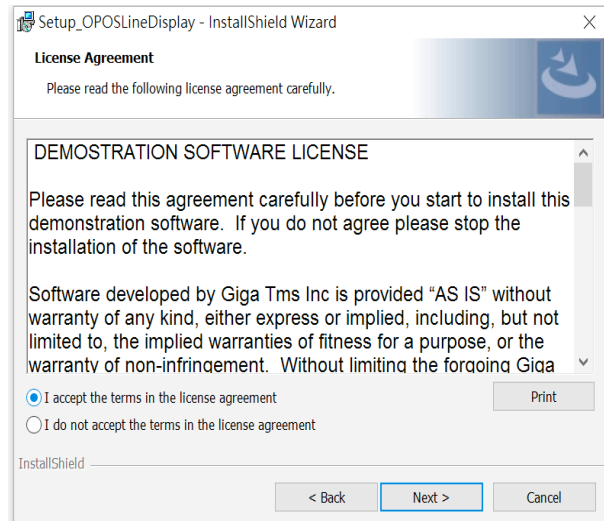 Setup_OPOSLineDisplay - InstallShield Wizard
License Agreement
Please read the following license agreement carefully.
DEMOSTRATION SOFTWARE LICENSE
Please read this agreement carefully before you start to install this
demonstration software.  If you do not agree please stop the
installation of the software.
Software developed by Giga Tms Inc is provided “AS IS” without
warranty of any kind, either express or implied, including, but not
limited to, the implied warranties of fitness for a purpose, or the
warranty of non-infringement.  Without limiting the forgoing Giga
I accept the terms in the license agreement
Print
I do not accept the terms in the license agreement
InstallShield
< Back
Next >
Cancel